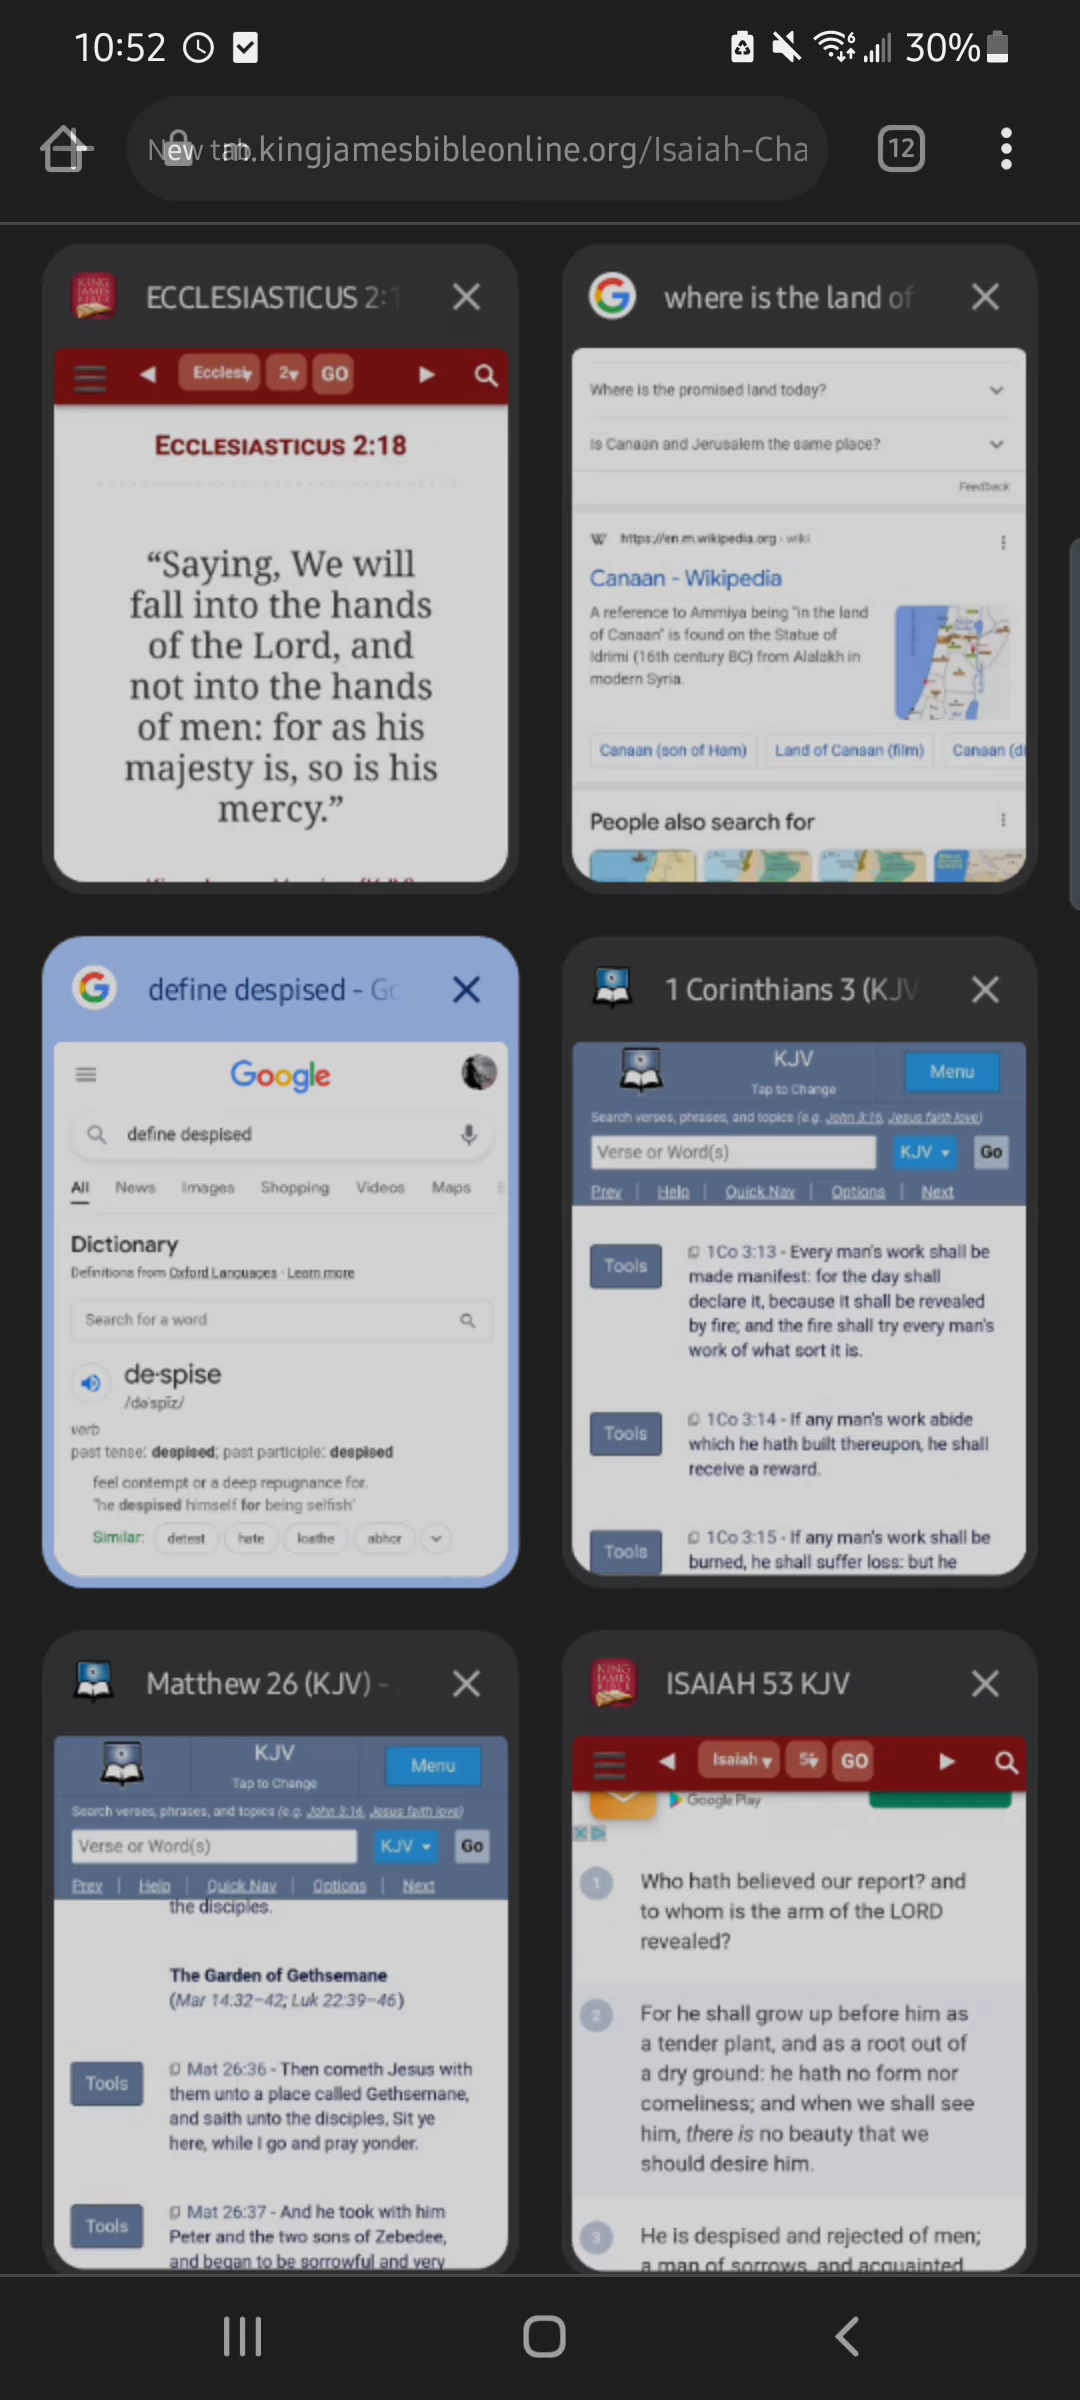 10:52
30%
New tab
.kingjamesbibleonline.org/Isaiah-Cha
12
ECCLESIASTICUS 2:1
Ecclesi
2
GO
ECCLESIASTICUS 2:18
“Saying, We will
fall into the hands
of the Lord, and
not into the hands
of men: for as his
majesty is, so is his
mercy.”
where is the land of
Where is the promised land today?
Is Canaan and Jerusalem the same place?
Feedback
W https://en.m.wikipedia.org › wiki
Canaan - Wikipedia
A reference to Ammiya being "in the land
of Canaan" is found on the Statue of
Idrimi (16th century BC) from Alalakh in
modern Syria.
Canaan (son of Ham)
Land of Canaan (film)
Canaan (di
People also search for
define despised - Go
Google
define despised
All News Images Shopping Videos Maps
Dictionary
Definitions from Oxford Languages · Learn more
Search for a word
de·spise
/dəˈspīz/
verb
past tense: despised; past participle: despised
feel contempt or a deep repugnance for.
"he despised himself for being selfish"
Similar: detest hate loathe abhor
1 Corinthians 3 (KJV
KJV
Tap to Change
Menu
Search verses, phrases, and topics (e.g. John 3:16, Jesus faith love)
Verse or Word(s)
KJV
Go
Prev | Help | Quick Nav | Options | Next
Tools
1Co 3:13 - Every man's work shall be
made manifest: for the day shall
declare it, because it shall be revealed
by fire; and the fire shall try every man's
work of what sort it is.
Tools
1Co 3:14 - If any man's work abide
which he hath built thereupon, he shall
receive a reward.
Tools
1Co 3:15 - If any man's work shall be
burned, he shall suffer loss: but he
Matthew 26 (KJV) -
KJV
Tap to Change
Menu
Search verses, phrases, and topics (e.g. John 3:16, Jesus faith love)
Verse or Word(s)
KJV
Go
Prev | Help | Quick Nav | Options | Next
the disciples.
The Garden of Gethsemane
(Mar 14:32–42; Luk 22:39–46)
Tools
Mat 26:36 - Then cometh Jesus with
them unto a place called Gethsemane,
and saith unto the disciples, Sit ye
here, while I go and pray yonder.
Tools
Mat 26:37 - And he took with him
Peter and the two sons of Zebedee,
and began to be sorrowful and very
ISAIAH 53 KJV
Isaiah
GO
Google Play
1
Who hath believed our report? and
to whom is the arm of the LORD
revealed?
2
For he shall grow up before him as
a tender plant, and as a root out of
a dry ground: he hath no form nor
comeliness; and when we shall see
him, there is no beauty that we
should desire him.
3
He is despised and rejected of men;
a man of sorrows, and acquainted